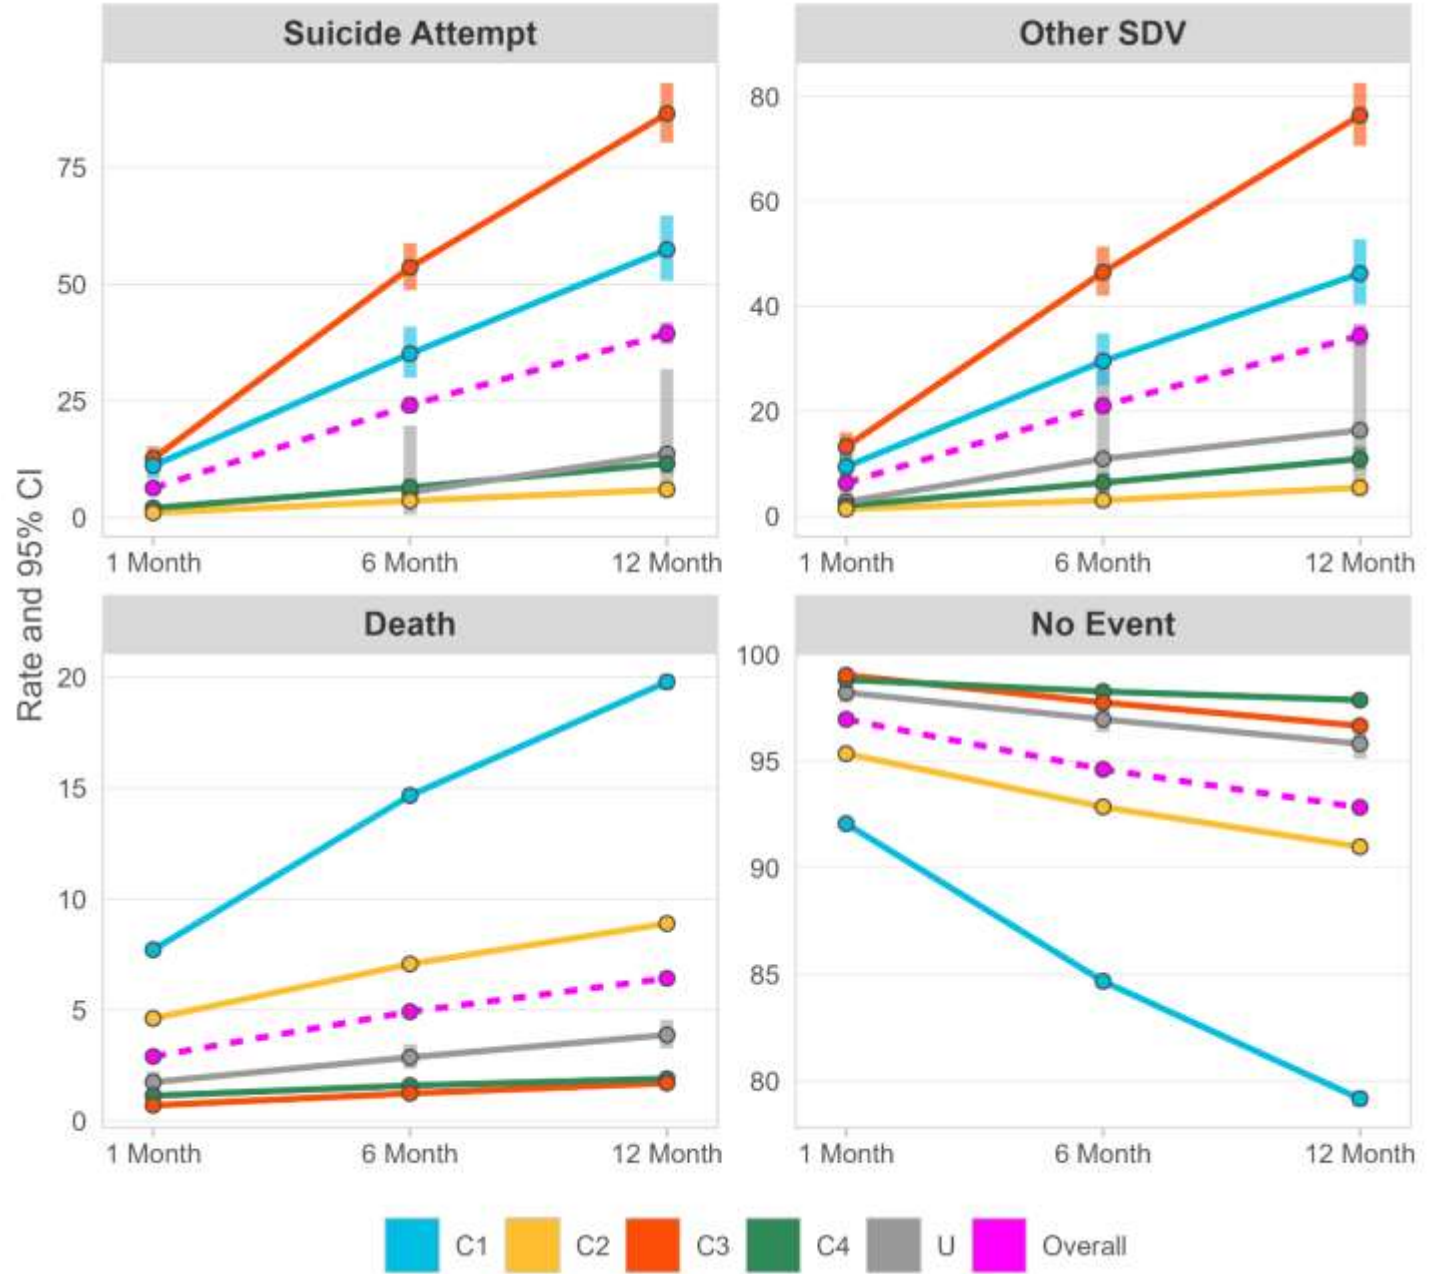 Suicide Attempt
Other SDV
75
50
25
0
80
60
40
20
0
1 Month 6 Month 12 Month
1 Month 6 Month 12 Month
Rate and 95% CI
Death
No Event
20
15
10
5
0
100
95
90
85
80
1 Month 6 Month 12 Month
1 Month 6 Month 12 Month
C1 C2 C3 C4 U Overall